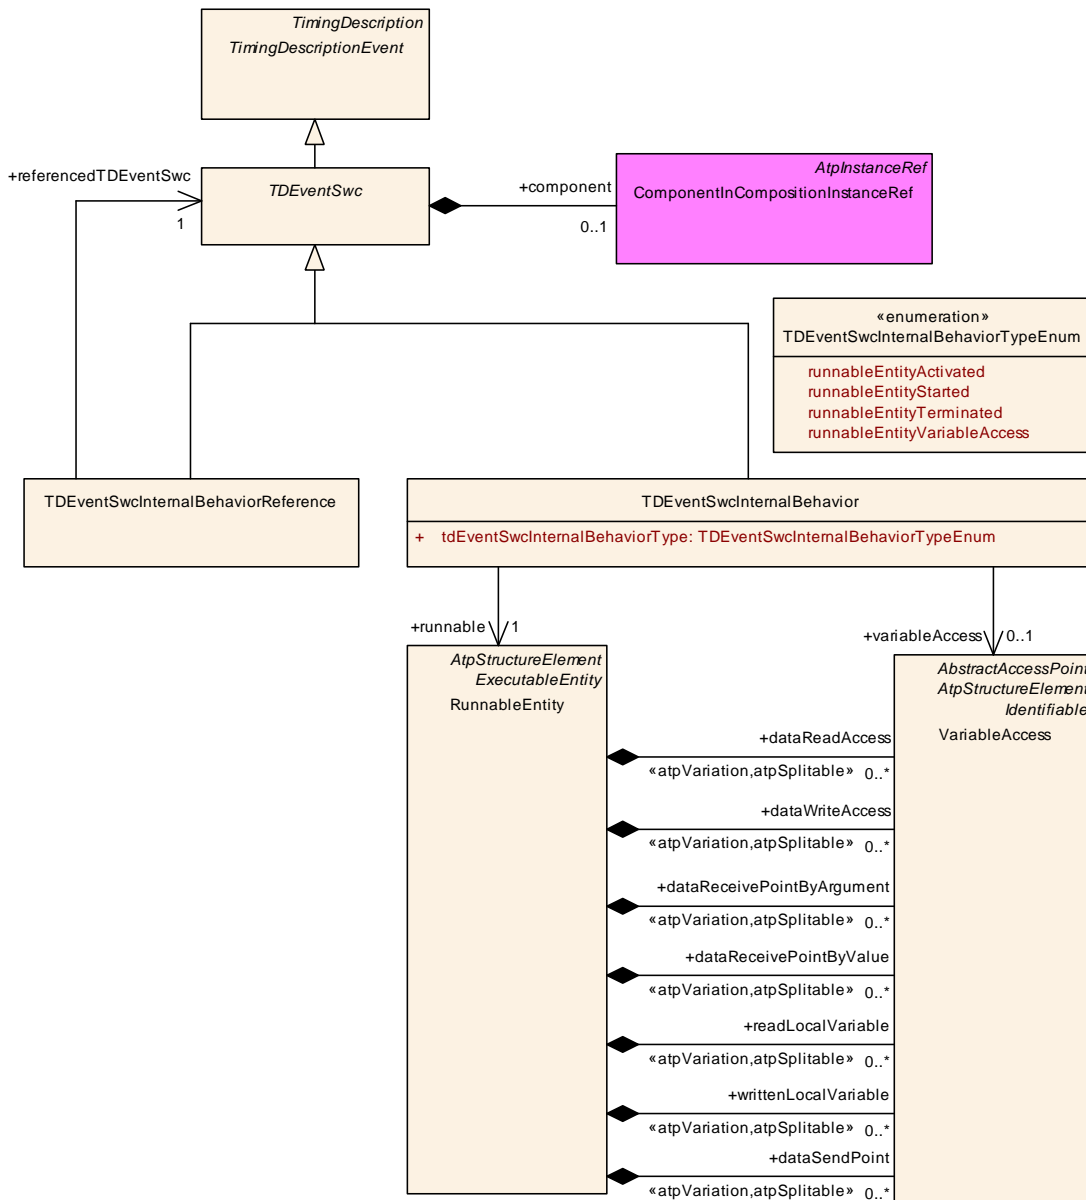 TimingDescription
TimingDescriptionEvent
+referencedTDEventSwc
1
TDEventSwc
+component
0..1
AtpInstanceRef
ComponentInCompositionInstanceRef
«enumeration»
TDEventSwcInternalBehaviorTypeEnum
runnableEntityActivated
runnableEntityStarted
runnableEntityTerminated
runnableEntityVariableAccess
TDEventSwcInternalBehaviorReference
TDEventSwcInternalBehavior
+ tdEventSwcInternalBehaviorType: TDEventSwcInternalBehaviorTypeEnum
+runnable 1
+variableAccess 0..1
AtpStructureElement
ExecutableEntity
RunnableEntity
AbstractAccessPoint
AtpStructureElement
Identifiable
VariableAccess
+dataReadAccess
«atpVariation,atpSplitable» 0..*
+dataWriteAccess
«atpVariation,atpSplitable» 0..*
+dataReceivePointByArgument
«atpVariation,atpSplitable» 0..*
+dataReceivePointByValue
«atpVariation,atpSplitable» 0..*
+readLocalVariable
«atpVariation,atpSplitable» 0..*
+writtenLocalVariable
«atpVariation,atpSplitable» 0..*
+dataSendPoint
«atpVariation,atpSplitable» 0..*